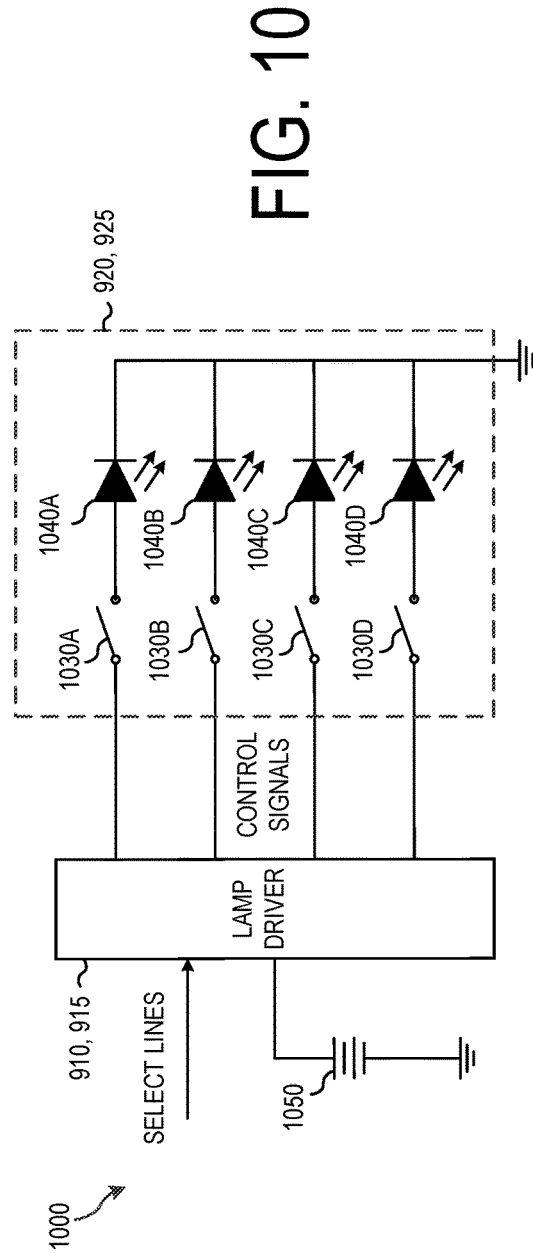 1000
SELECT LINES
910, 915
LAMP
DRIVER
1050
CONTROL
SIGNALS
1030A
1040A
1030B
1040B
1030C
1040C
1030D
1040D
920, 925
FIG. 10